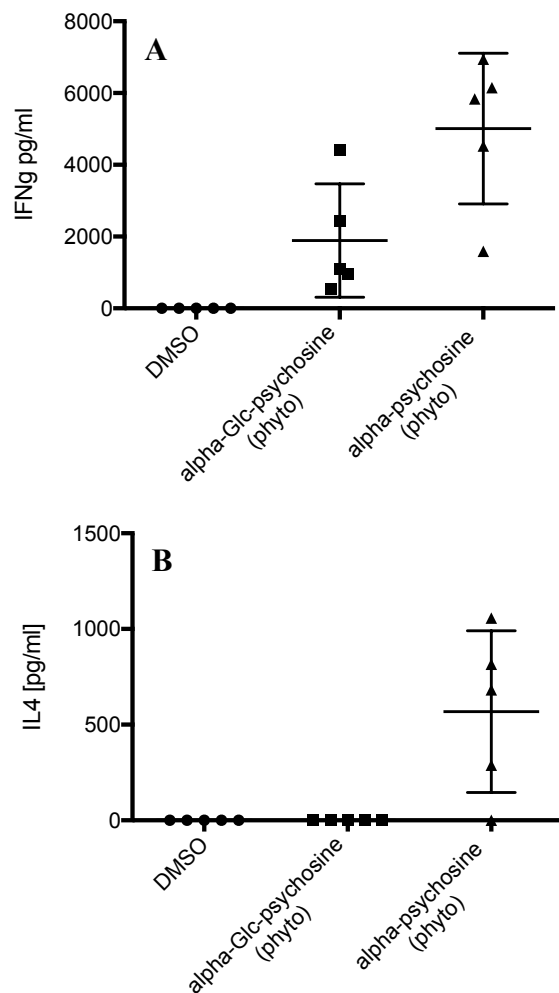 A
8000
6000
4000
2000
0
IFNg pg/ml
DMSO
alpha-Glc-psychosine
(phyto)
alpha-psychosine
(phyto)
B
1500
1000
500
0
IL4 [pg/ml]
DMSO
alpha-Glc-psychosine
(phyto)
alpha-psychosine
(phyto)